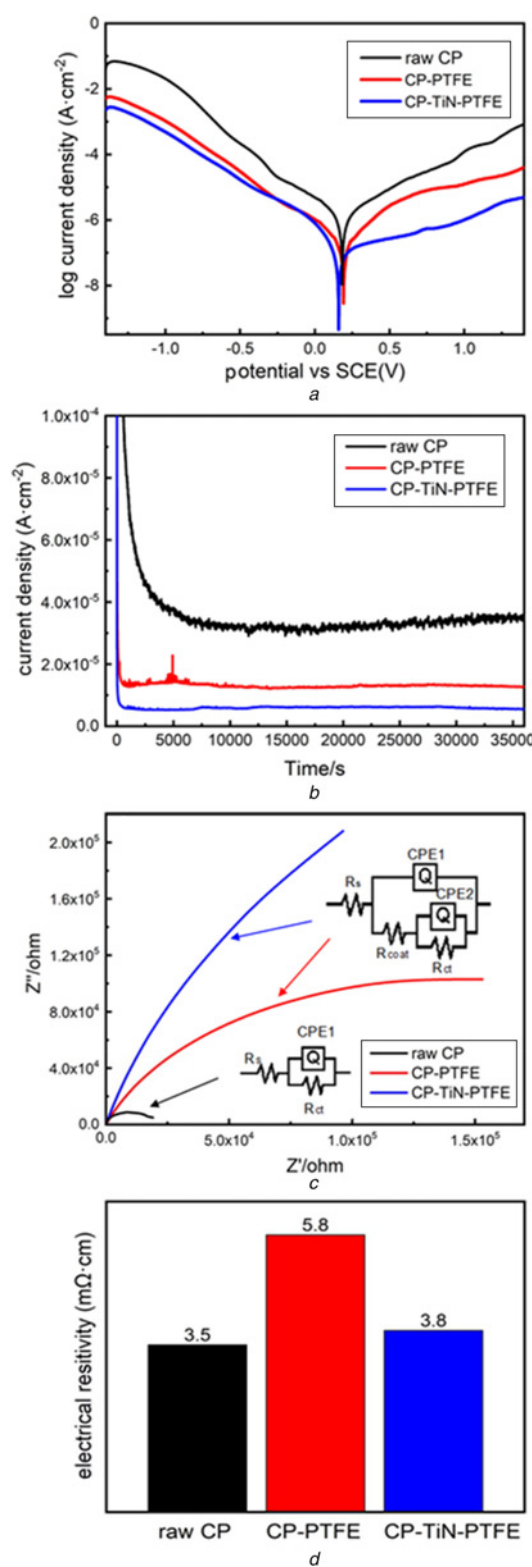 0
-2
-4
-6
-8
log current density (A·cm⁻²)
raw CP
CP-PTFE
CP-TiN-PTFE
-1.0 -0.5 0.0 0.5 1.0
potential vs SCE(V)
a
1.0x10⁻⁴
8.0x10⁻⁵
6.0x10⁻⁵
4.0x10⁻⁵
2.0x10⁻⁵
0.0
current density (A·cm⁻²)
raw CP
CP-PTFE
CP-TiN-PTFE
0 5000 10000 15000 20000 25000 30000 35000
Time/s
b
2.0x10⁵
1.6x10⁵
1.2x10⁵
8.0x10⁴
4.0x10⁴
0.0
Z''/ohm
CPE1
Q
Rs
CPE2
Q
Rcoat
Rct
CPE1
Q
Rs
Rct
raw CP
CP-PTFE
CP-TiN-PTFE
5.0x10⁴ 1.0x10⁵ 1.5x10⁵
Z'/ohm
c
electrical resitivity (mΩ·cm)
3.5
5.8
3.8
raw CP CP-PTFE CP-TiN-PTFE
d